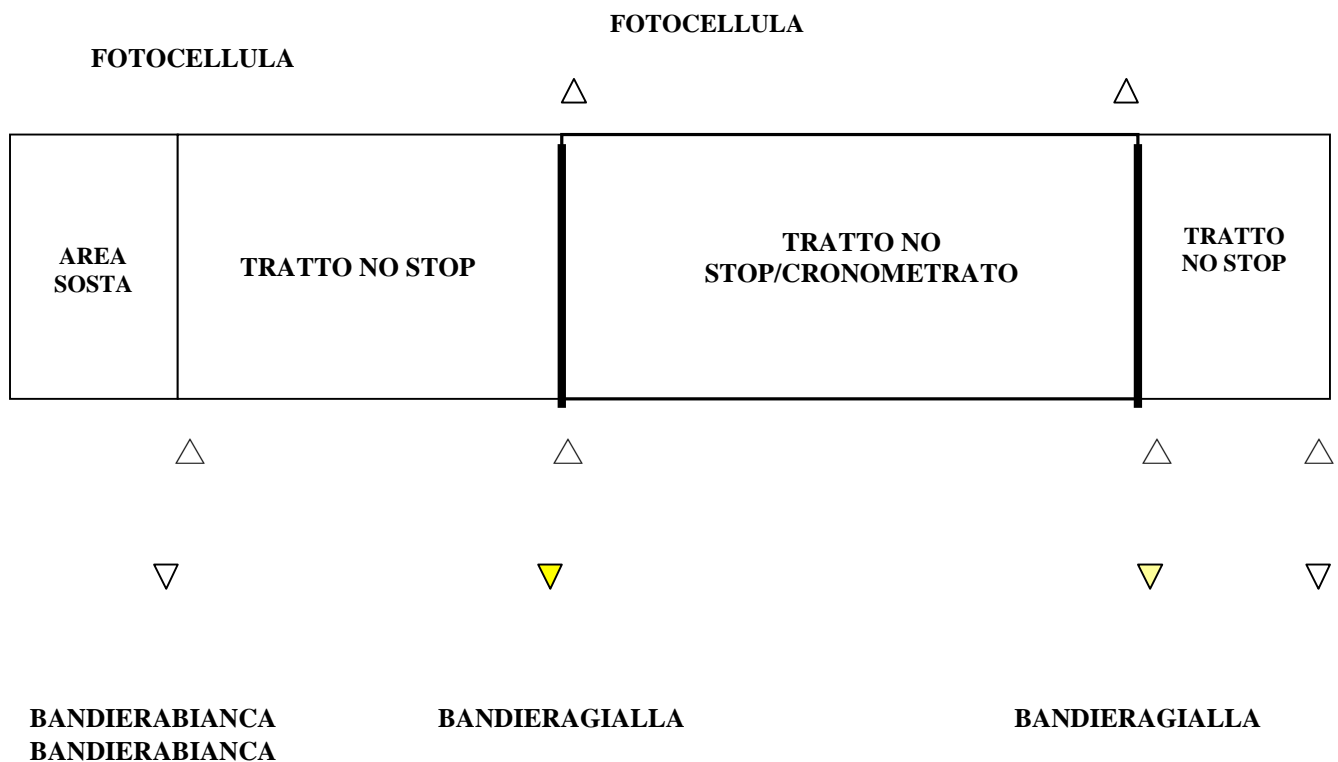 FOTOCELLULA
FOTOCELLULA
AREA
SOSTA
TRATTO NO STOP
TRATTO NO
STOP/CRONOMETRATO
TRATTO
NO STOP
BANDIERABIANCA
BANDIERABIANCA
BANDIERAGIALLA
BANDIERAGIALLA